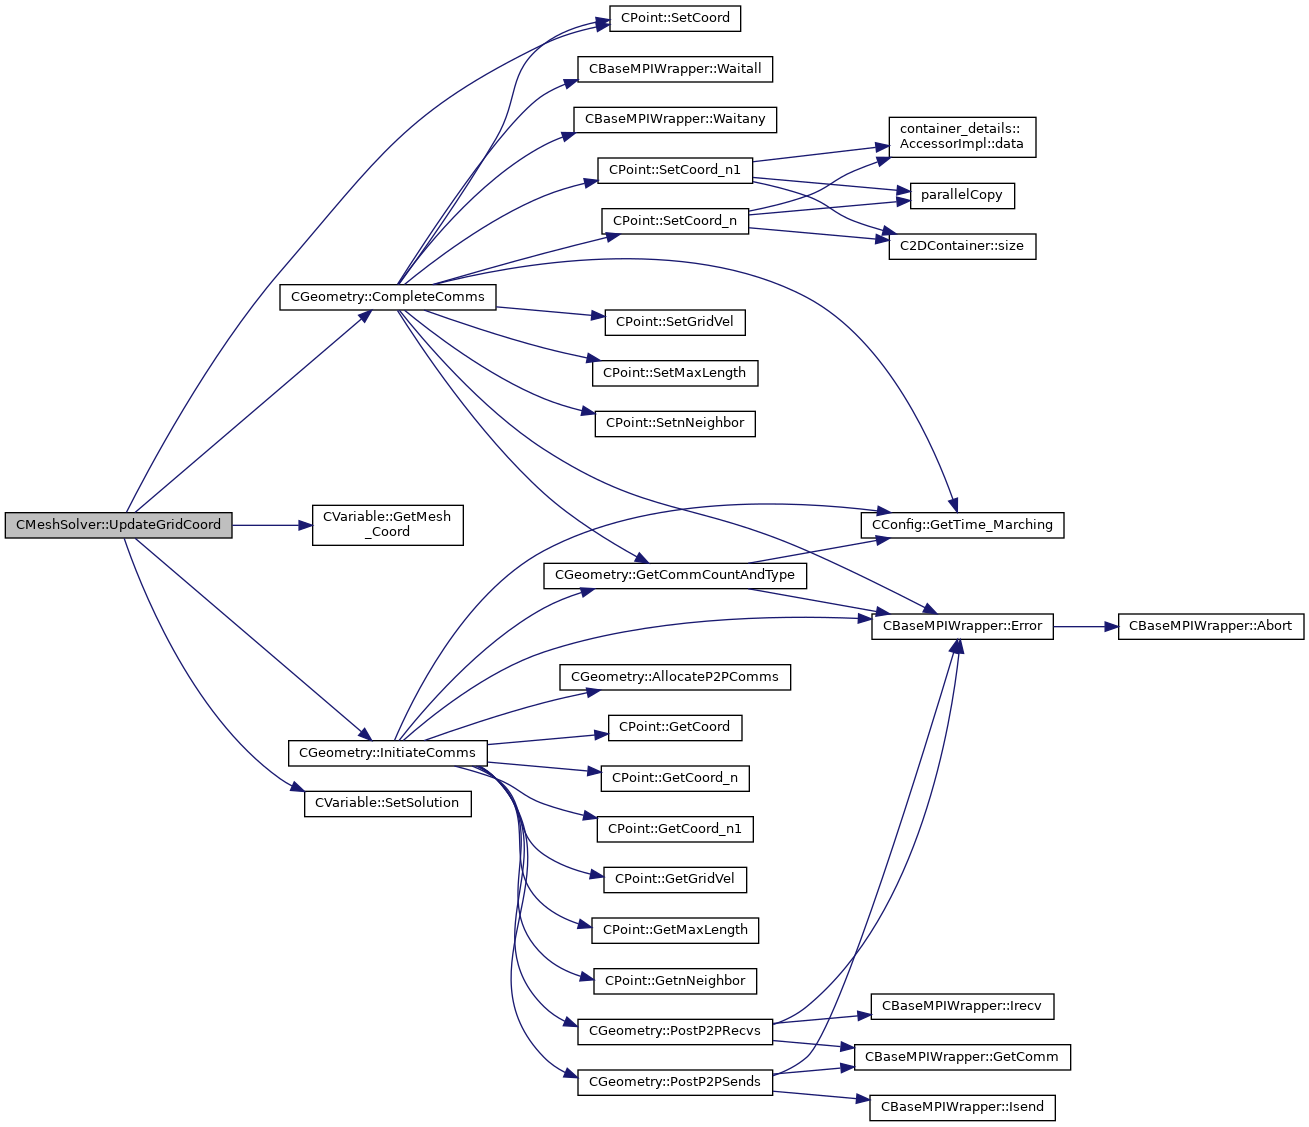 CPoint::SetCoord
CBaseMPIWrapper::Waitall
CBaseMPIWrapper::Waitany
container_details::
AccessorImpl::data
CPoint::SetCoord_n1
parallelCopy
CPoint::SetCoord_n
C2DContainer::size
CGeometry::CompleteComms
CPoint::SetGridVel
CPoint::SetMaxLength
CPoint::SetnNeighbor
CMeshSolver::UpdateGridCoord
CVariable::GetMesh
_Coord
CConfig::GetTime_Marching
CGeometry::GetCommCountAndType
CBaseMPIWrapper::Error
CBaseMPIWrapper::Abort
CGeometry::AllocateP2PComms
CPoint::GetCoord
CGeometry::InitiateComms
CPoint::GetCoord_n
CVariable::SetSolution
CPoint::GetCoord_n1
CPoint::GetGridVel
CPoint::GetMaxLength
CPoint::GetnNeighbor
CBaseMPIWrapper::Irecv
CGeometry::PostP2PRecvs
CBaseMPIWrapper::GetComm
CGeometry::PostP2PSends
CBaseMPIWrapper::Isend